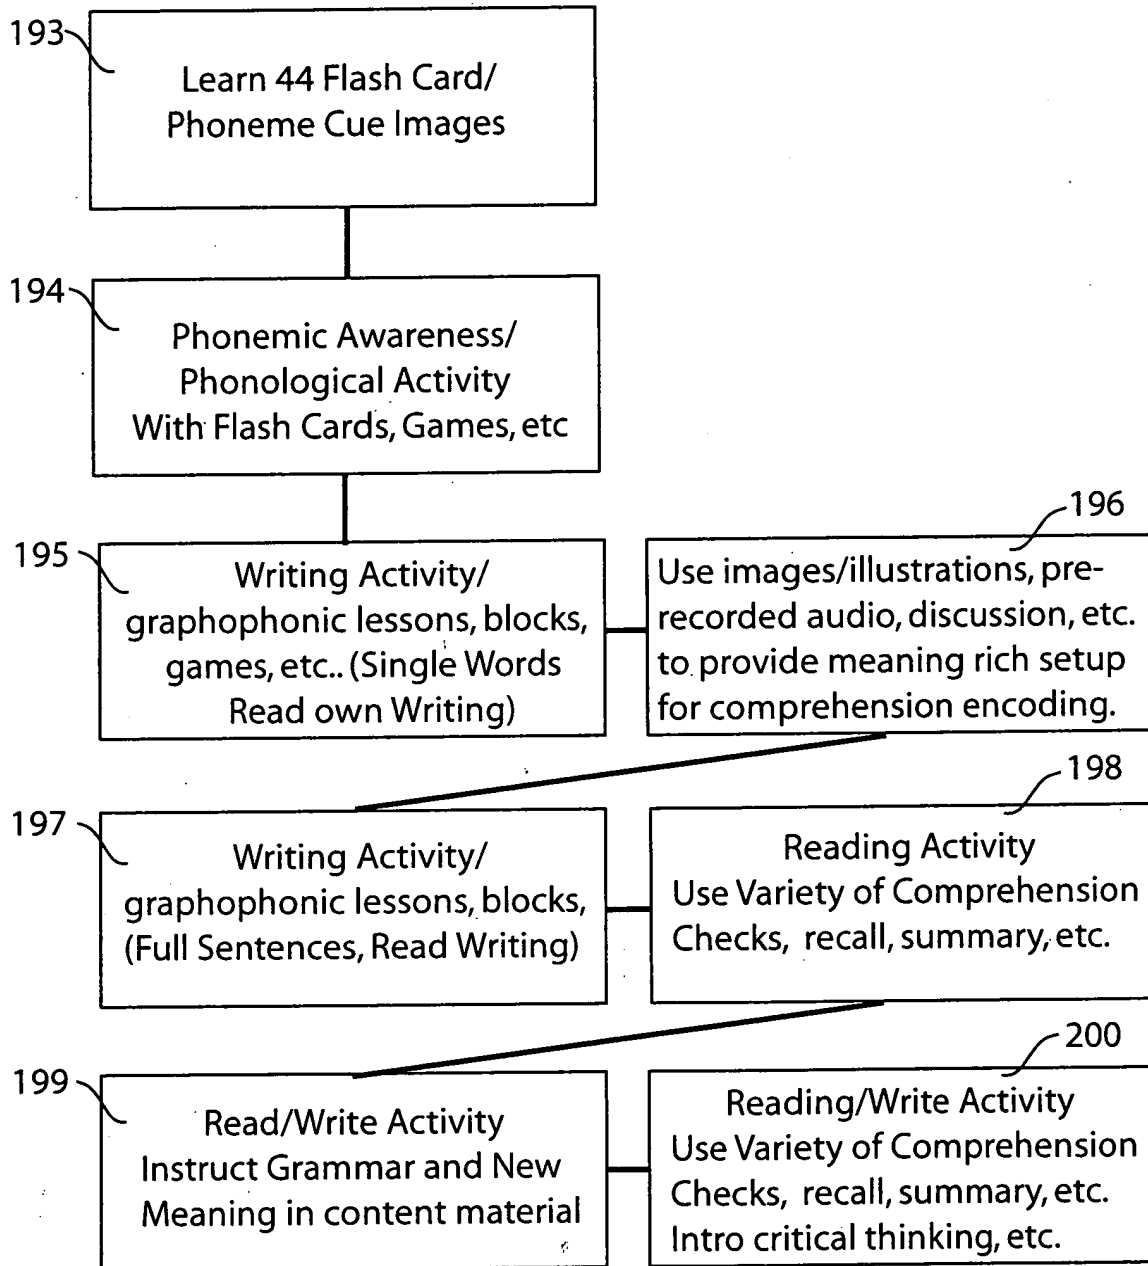 193
Learn 44 Flash Card/
Phoneme Cue Images
194
Phonemic Awareness/
Phonological Activity
With Flash Cards, Games, etc
195
Writing Activity/
graphophonic lessons, blocks,
games, etc.. (Single Words
Read own Writing)
196
Use images/illustrations, pre-
recorded audio, discussion, etc.
to provide meaning rich setup
for comprehension encoding.
197
Writing Activity/
graphophonic lessons, blocks,
(Full Sentences, Read Writing)
198
Reading Activity
Use Variety of Comprehension
Checks, recall, summary, etc.
199
Read/Write Activity
Instruct Grammar and New
Meaning in content material
200
Reading/Write Activity
Use Variety of Comprehension
Checks, recall, summary, etc.
Intro critical thinking, etc.